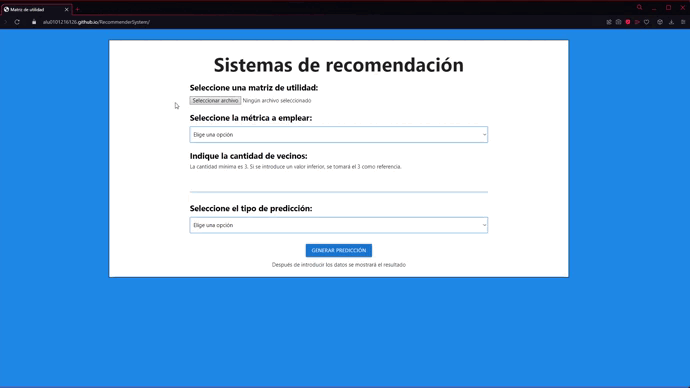 Matriz de utilidad
alu0101216126.github.io/RecommenderSystem/
Sistemas de recomendación
Seleccione una matriz de utilidad:
Seleccionar archivo Ningún archivo seleccionado
Seleccione la métrica a emplear:
Elige una opción
Indique la cantidad de vecinos:
La cantidad mínima es 3. Si se introduce un valor inferior, se tomará el 3 como referencia.
Seleccione el tipo de predicción:
Elige una opción
GENERAR PREDICCIÓN
Después de introducir los datos se mostrará el resultado